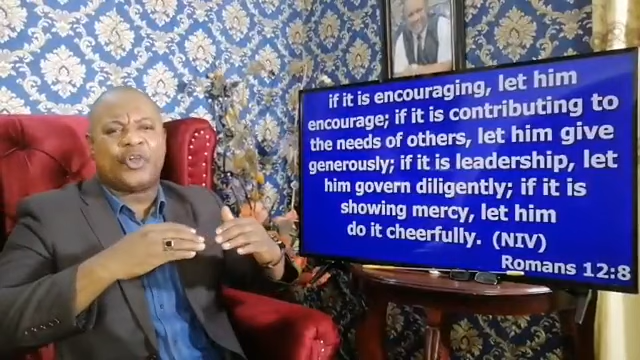 if it is encouraging, let him
encourage; if it is contributing to
the needs of others, let him give
generously; if it is leadership, let
him govern diligently; if it is
showing mercy, let him
do it cheerfully. (NIV)
Romans 12:8